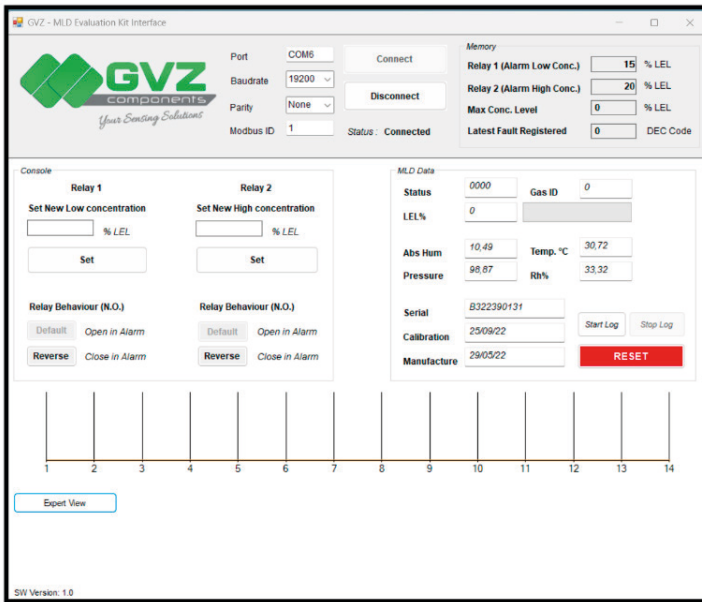 GVZ - MLD Evaluation Kit Interface
GVZ
components
Your Sensing Solutions
Port COM6
Baudrate 19200
Parity None
Modbus ID 1
Connect
Disconnect
Status : Connected
Memory
Relay 1 (Alarm Low Conc.) 15 % LEL
Relay 2 (Alarm High Conc.) 20 % LEL
Max Conc. Level 0 % LEL
Latest Fault Registered 0 DEC Code
Console
Relay 1 Relay 2
Set New Low concentration Set New High concentration
% LEL % LEL
Set Set
Relay Behaviour (N.O.) Relay Behaviour (N.O.)
Default Open in Alarm Default Open in Alarm
Reverse Close in Alarm Reverse Close in Alarm
MLD Data
Status 0000 Gas ID 0
LEL% 0
Abs Hum 10,49 Temp. °C 30,72
Pressure 98,87 Rh% 33,32
Serial B322390131
Calibration 25/09/22 Start Log Stop Log
Manufacture 29/05/22 RESET
1 2 3 4 5 6 7 8 9 10 11 12 13 14
Expert View
SW Version: 1.0